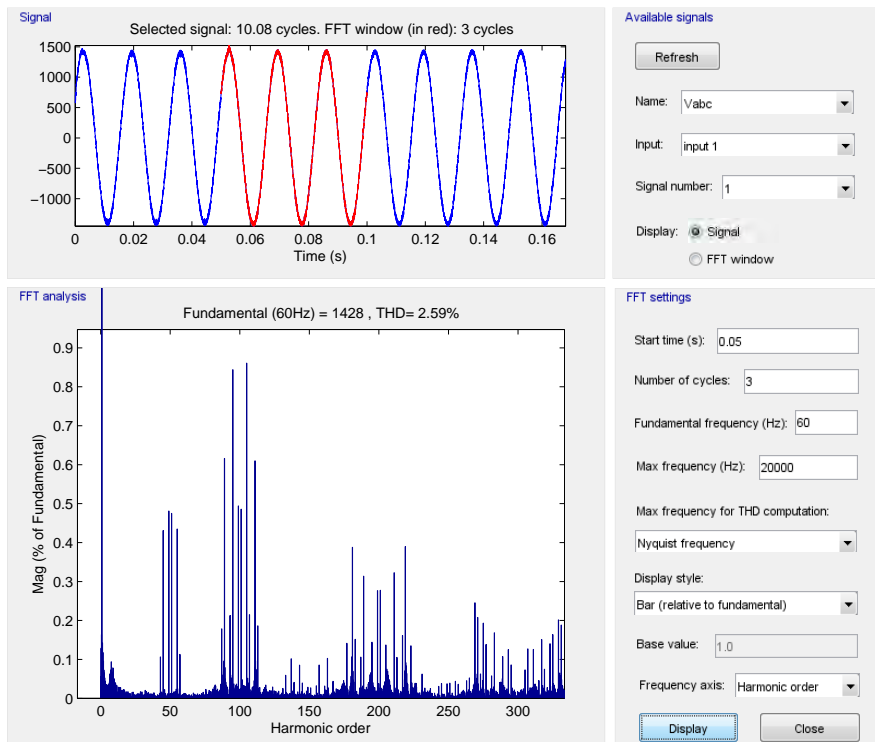 Signal
Selected signal: 10.08 cycles. FFT window (in red): 3 cycles
1500
1000
500
0
−500
−1000
0 0.02 0.04 0.06 0.08 0.1 0.12 0.14 0.16
Time (s)
Available signals
Refresh
Name: Vabc
Input: input 1
Signal number: 1
Display: Signal
FFT window
FFT analysis
Fundamental (60Hz) = 1428 , THD= 2.59%
Mag (% of Fundamental)
0.9
0.8
0.7
0.6
0.5
0.4
0.3
0.2
0.1
0
0 50 100 150 200 250 300
Harmonic order
FFT settings
Start time (s): 0.05
Number of cycles: 3
Fundamental frequency (Hz): 60
Max frequency (Hz): 20000
Max frequency for THD computation:
Nyquist frequency
Display style:
Bar (relative to fundamental)
Base value: 1.0
Frequency axis: Harmonic order
Display Close